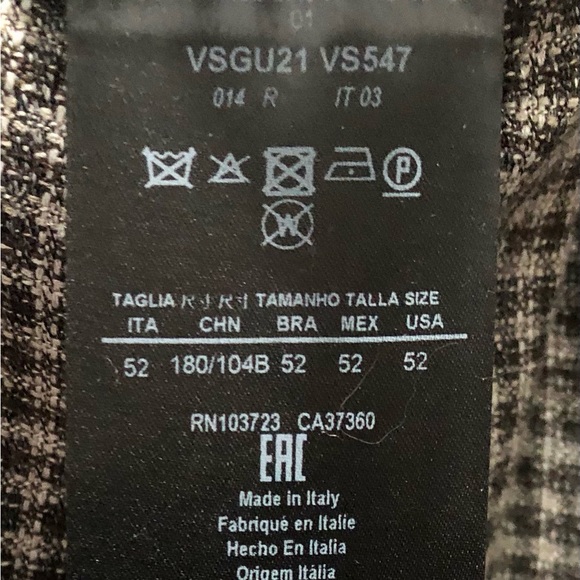 01
VSGU21 VS547
014 R IT 03
P
W
TAGLIA TAMANHO TALLA SIZE
ITA CHN BRA MEX USA
52 180/104B 52 52 52
RN103723 CA37360
EAC
Made in Italy
Fabriqué en Italie
Hecho En Italia
Origem Itália